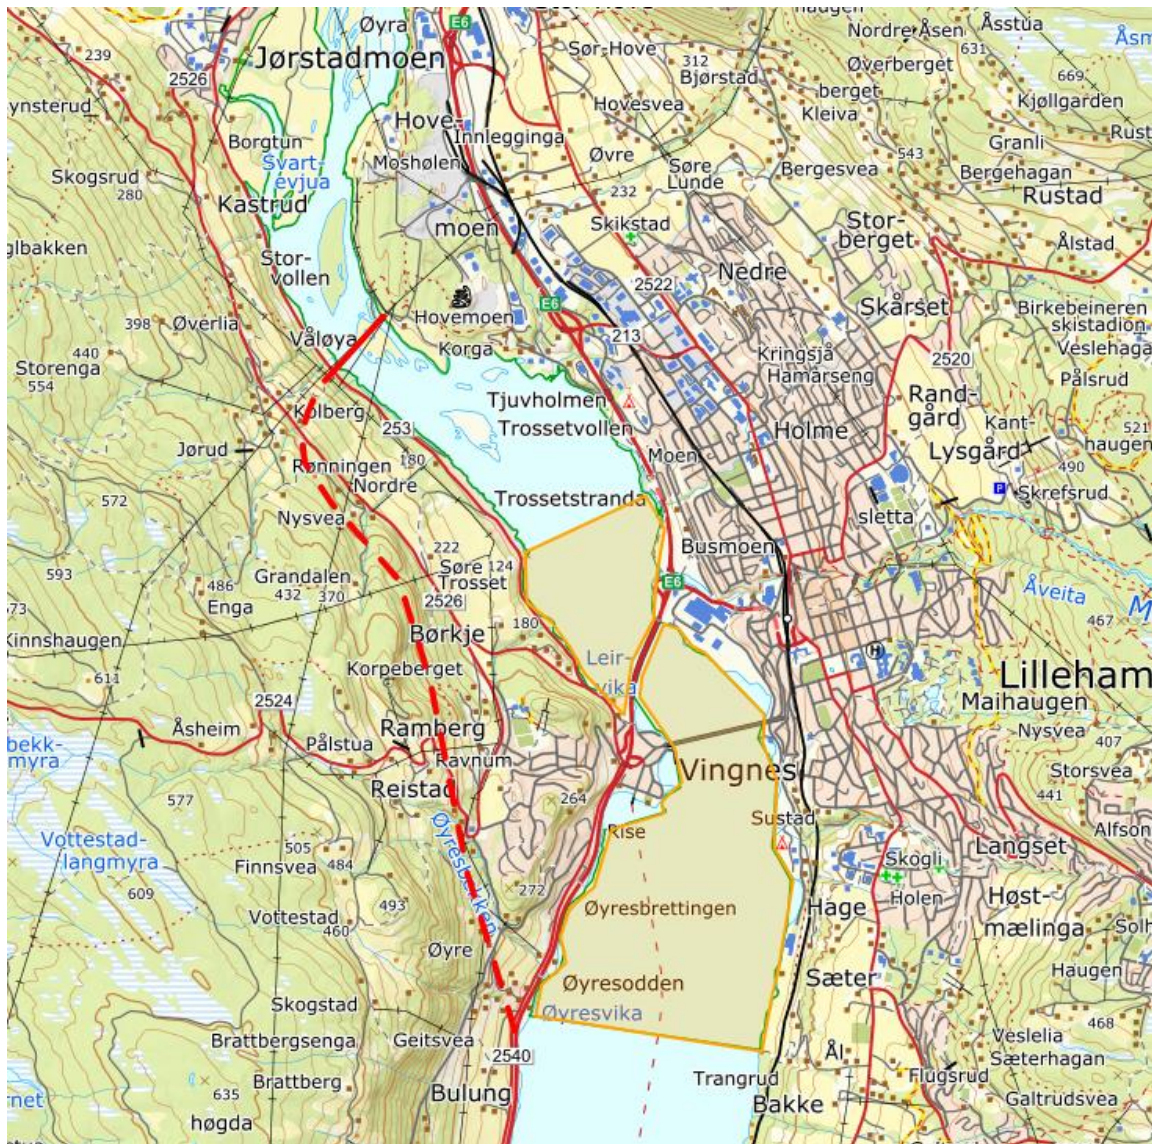 Øyra
E6
Åsstua
Nordre Åsen
haugen
239
Jørstadmoen
Sør-Hove
312
Bjørstad
631
Øverberget
669
2526
berget
Kjøllgarden
Kleiva
Hovesvea
ynsterud
Borgtun
Hove-
Innlegginga
Rust
Granli
Svart-
evjua
Moshølen
Øvre
543
Skogsrud
280
Søre
Lunde
Bergesvea
Bergehagan
Kastrud
232
Rustad
moen
Skikstad
Stor-
berget
glbakken
Stor-
vollen
Nedre
Ålstad
2522
E6
Skårset
Birkebeineren
skistadion
398
Øverlia
Hovemoen
213
Våløya
Korga
Kringsjå
2520
Veslehaga
440
Storenga
554
Hamarseng
Pålsrud
Rand-
gård
Tjuvholmen
Kolberg
253
Trossetvollen
Holme
Kant-
haugen
521
Jørud
Lysgård
Moen
180
Rønningen
490
Nordre
P
572
Trossetstranda
Skrefsrud
Nysvea
sletta
222
Busmoen
593
Søre
Trosset
124
Grandalen
486
432
370
E6
Åveita
Enga
2526
M
573
467
180
Kinnshaugen
Børkje
H
Leir-
vika
Korpeberget
Lilleham
611
2524
Maihaugen
Åsheim
Ramberg
Nysvea
407
bekk-
myra
Pålstua
Ravnum
Vingnes
Storsvea
Reistad
577
264
441
Øyresbekken
Sustad
Rise
Alfson
Vottestad-
langmyra
505
484
Finnsvea
Skogli
Langset
609
272
Holen
Høst-
mælinga
493
Øyresbrettingen
Hage
Vottestad
460
Solh
Øyre
Haugen
Øyresodden
Sæter
Skogstad
Øyresvika
468
Brattbergsenga
Geitsvea
Veslelia
2540
Ål
Sæterhagan
Brattberg
Trangrud
Flugsrud
635
Bulung
Bakke
Galtrudsvea
høgda